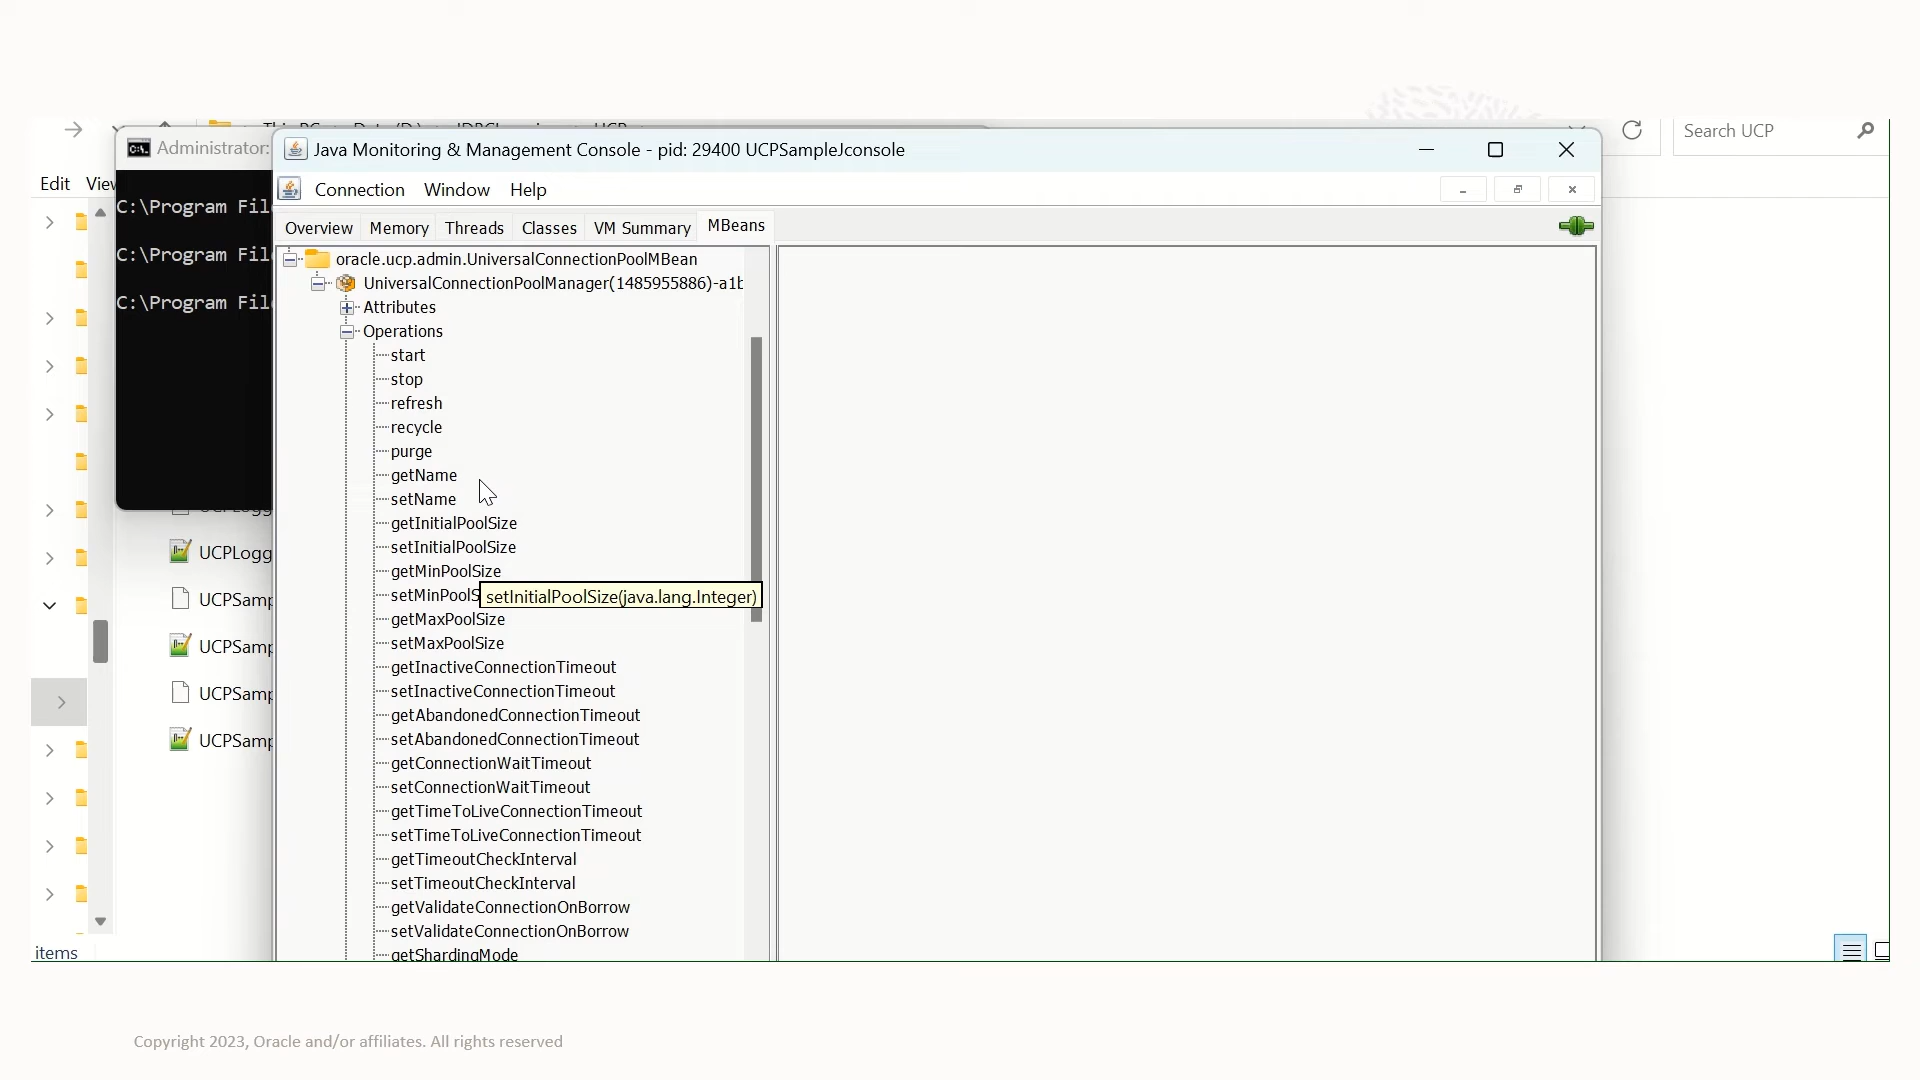 Search UCP
Administrator:
Java Monitoring & Management Console - pid: 29400 UCPSampleJconsole
Edit
Connection Window Help
C:\Program File
C:\Program File
C:\Program File
Overview Memory Threads Classes VM Summary MBeans
oracle.ucp.admin.UniversalConnectionPoolMBean
UniversalConnectionPoolManager(1485955886)-a1b
Attributes
Operations
start
stop
refresh
recycle
purge
getName
setName
getInitialPoolSize
setInitialPoolSize
getMinPoolSize
setMinPoolS
setInitialPoolSize(java.lang.Integer)
getMaxPoolSize
setMaxPoolSize
getInactiveConnectionTimeout
setInactiveConnectionTimeout
getAbandonedConnectionTimeout
setAbandonedConnectionTimeout
getConnectionWaitTimeout
setConnectionWaitTimeout
getTimeToLiveConnectionTimeout
setTimeToLiveConnectionTimeout
getTimeoutCheckInterval
setTimeoutCheckInterval
getValidateConnectionOnBorrow
setValidateConnectionOnBorrow
getShardingMode
UCPLogg
UCPSamp
UCPSamp
UCPSamp
UCPSamp
items
Copyright 2023, Oracle and/or affiliates. All rights reserved